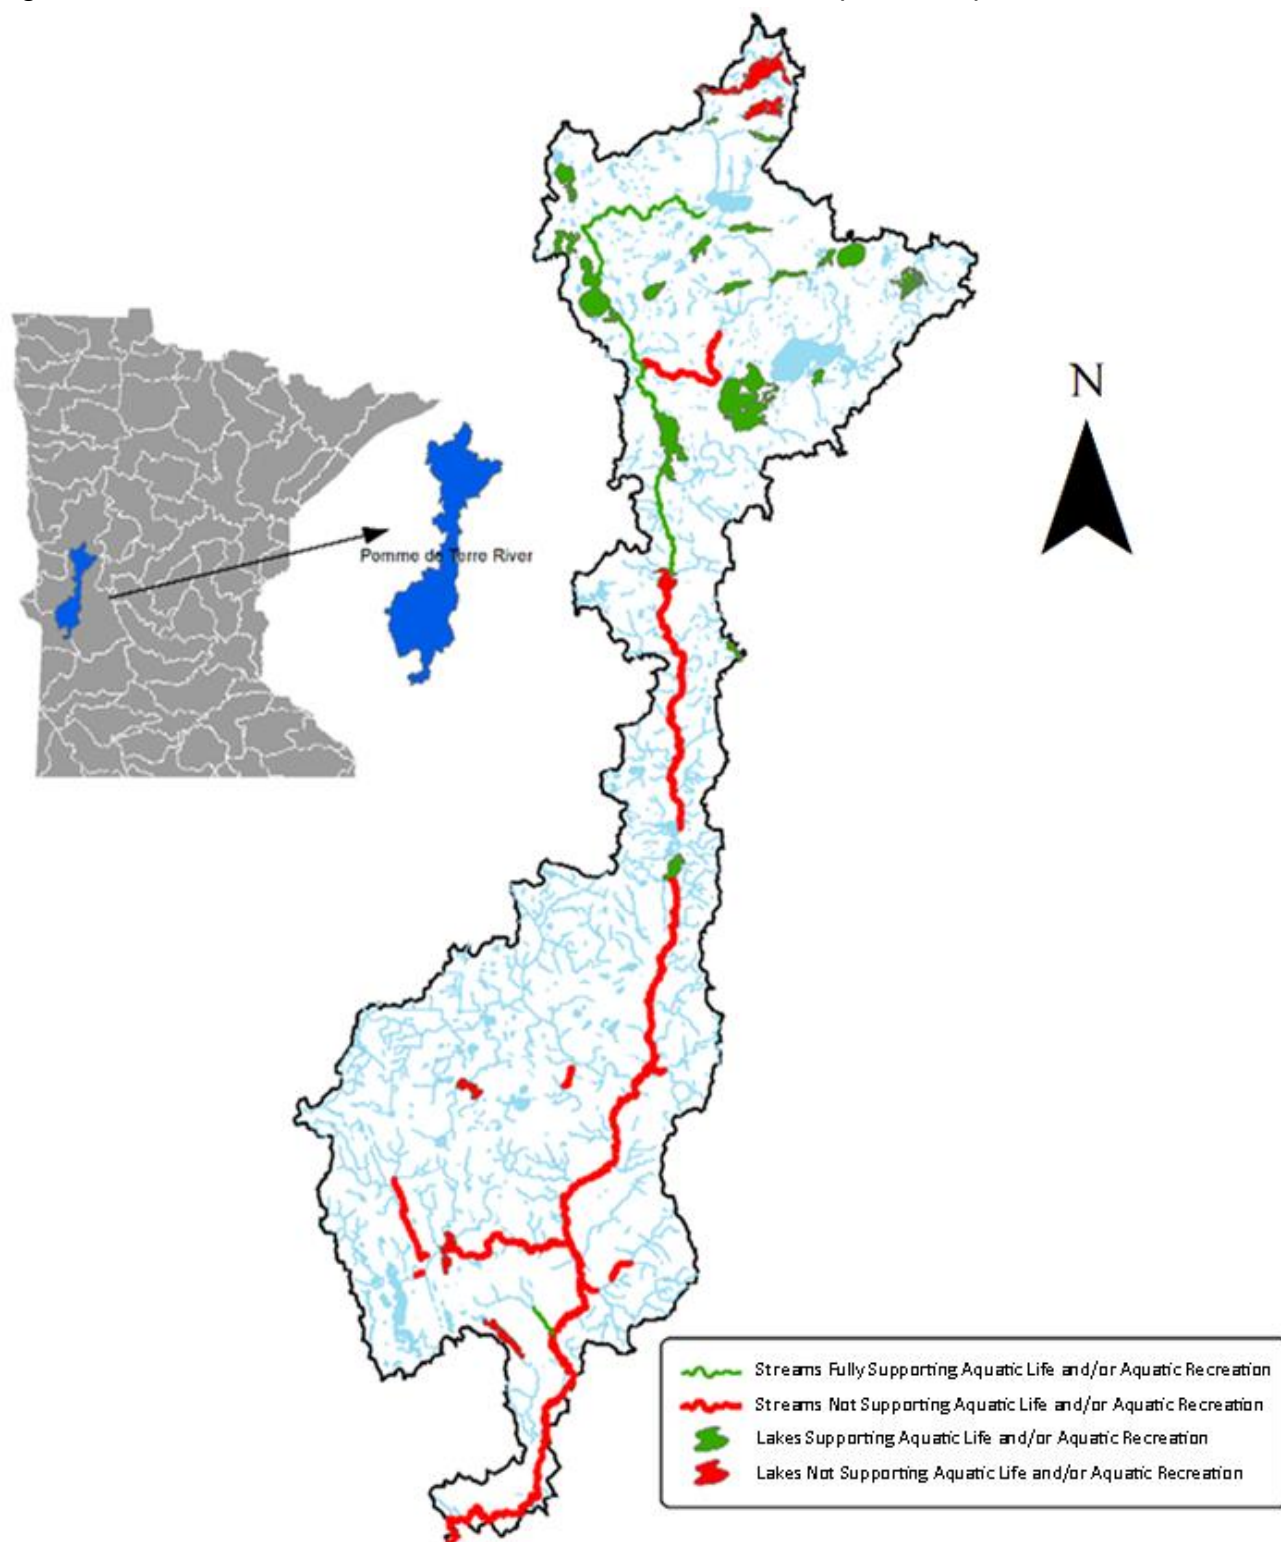 Pomme de Terre River
N
Streams Fully Supporting Aquatic Life and/or Aquatic Recreation
Streams Not Supporting Aquatic Life and/or Aquatic Recreation
Lakes Supporting Aquatic Life and/or Aquatic Recreation
Lakes Not Supporting Aquatic Life and/or Aquatic Recreation